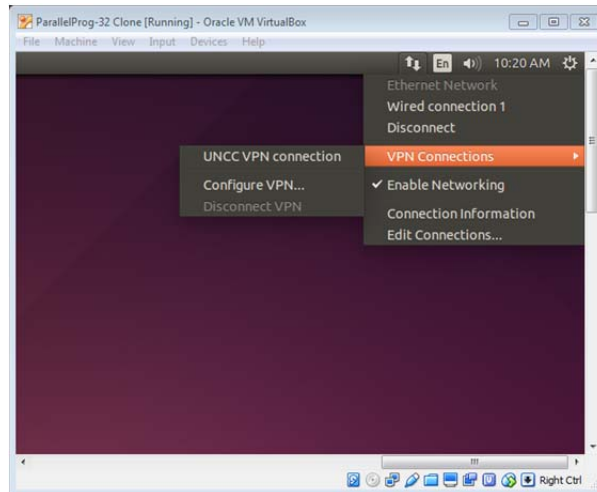 ParallelProg-32 Clone [Running] - Oracle VM VirtualBox
File Machine View Input Devices Help
En 10:20 AM
Ethernet Network
Wired connection 1
Disconnect
UNCC VPN connection VPN Connections
Configure VPN... Enable Networking
Disconnect VPN
Connection Information
Edit Connections...
Right Ctrl